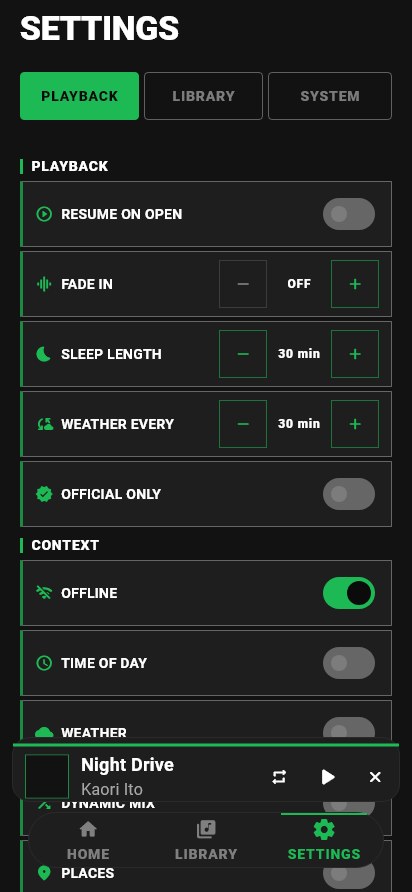 SETTINGS
PLAYBACK LIBRARY SYSTEM
PLAYBACK
RESUME ON OPEN
FADE IN − OFF +
SLEEP LENGTH − 30 min +
WEATHER EVERY − 30 min +
OFFICIAL ONLY
CONTEXT
OFFLINE
TIME OF DAY
WEATHER
Night Drive
Kaori Ito
DYNAMIC MIX
HOME LIBRARY SETTINGS
PLACES